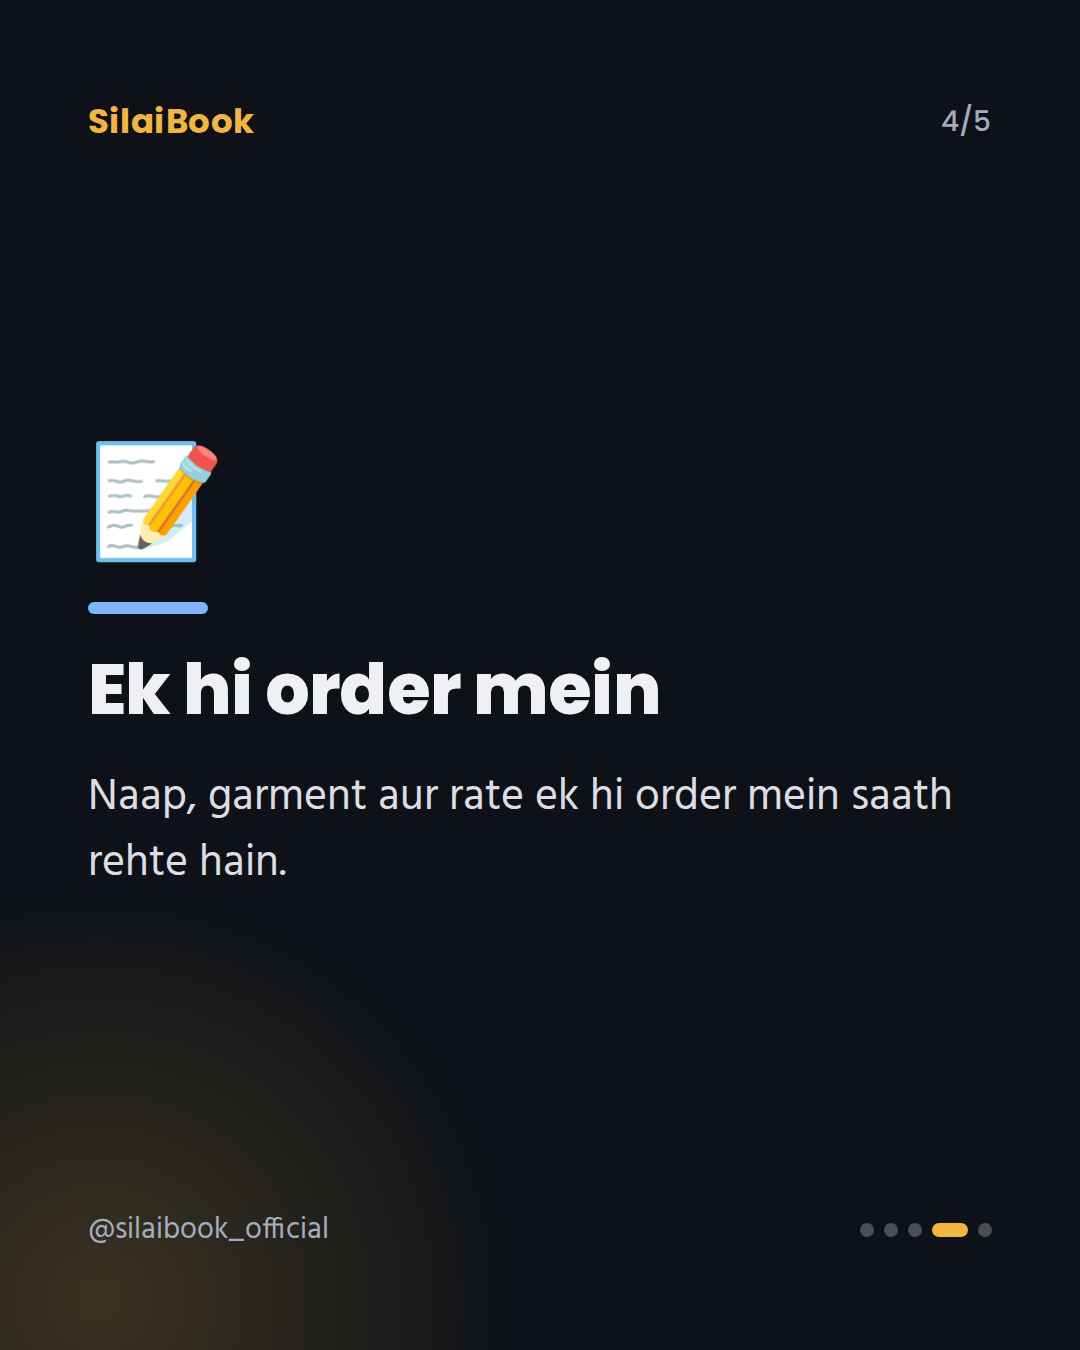 SilaiBook
4/5
Ek hi order mein
Naap, garment aur rate ek hi order mein saath
rehte hain.
@silaibook_official